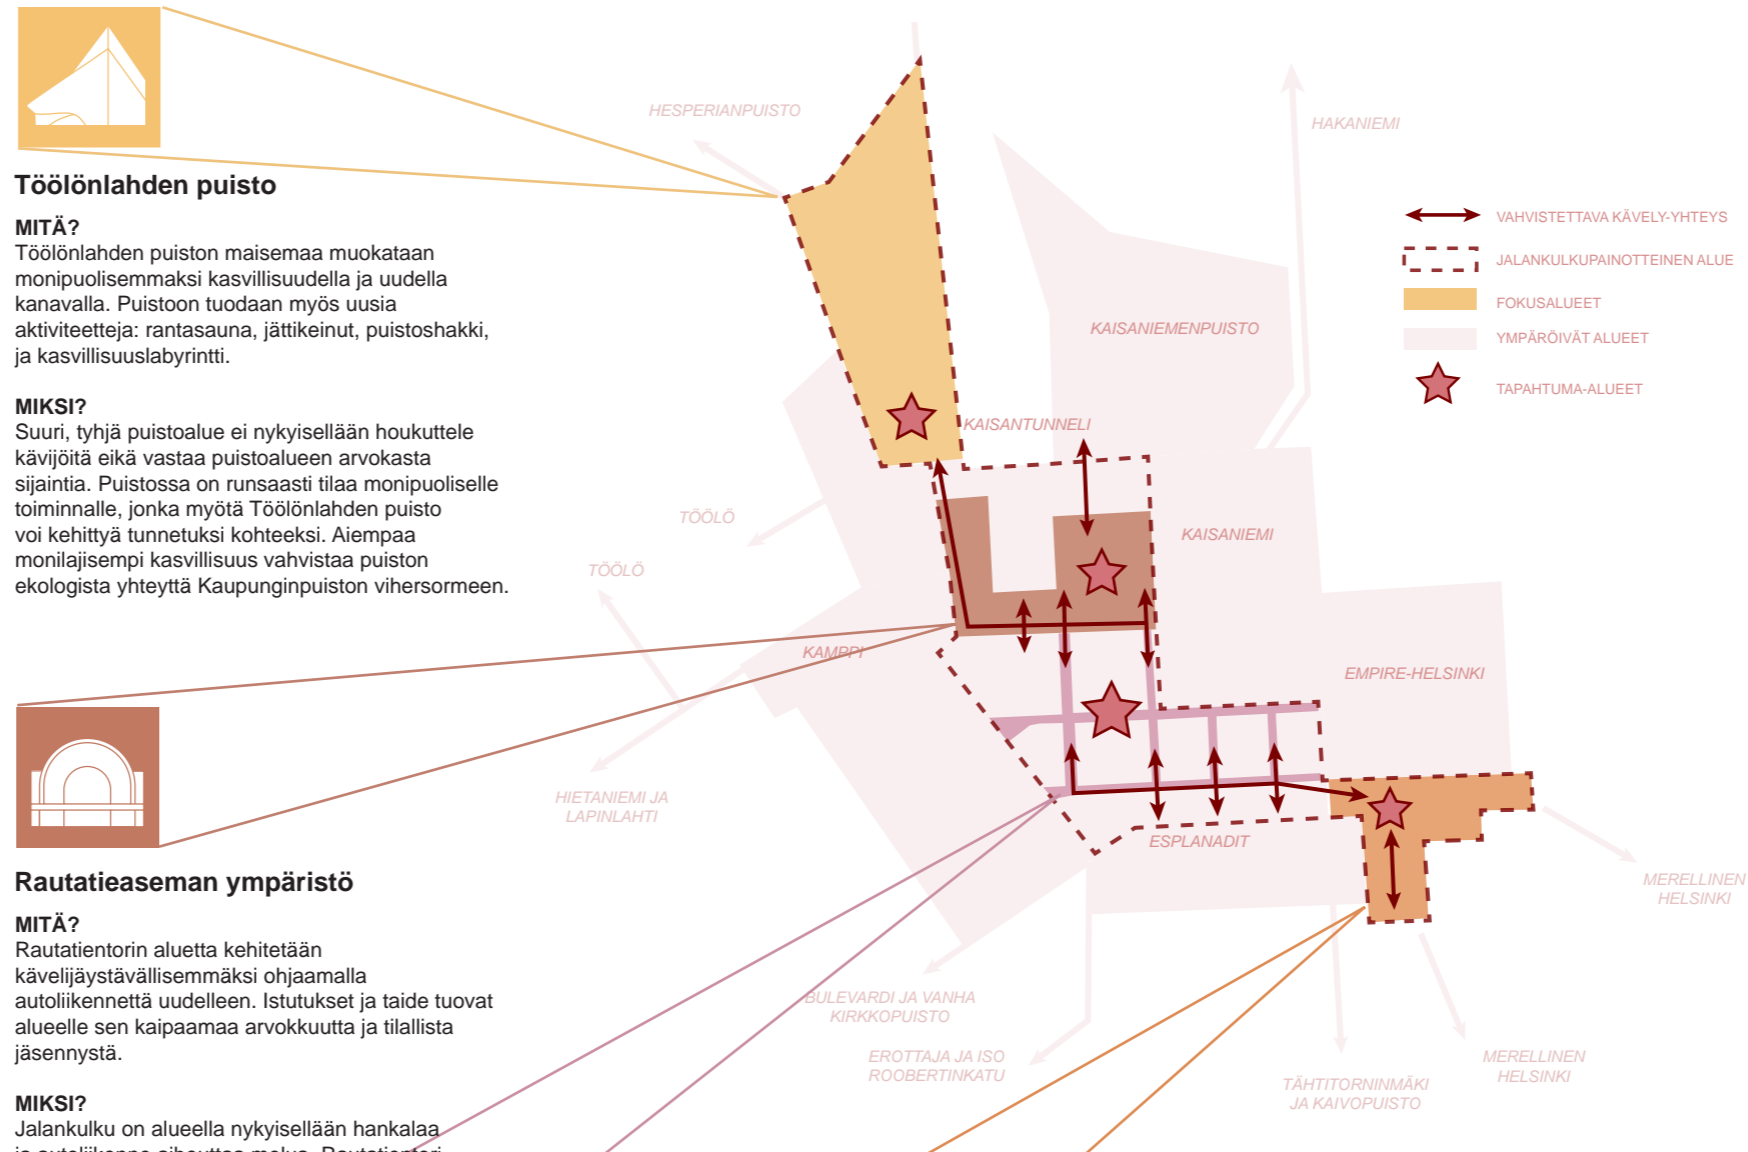 Töölönlahden puisto
MITÄ?
Töölönlahden puiston maisemaa muokataan
monipuolisemmaksi kasvillisuudella ja uudella
kanavalla. Puistoon tuodaan myös uusia
aktiviteetteja: rantasauna, jättikeinut, puistoshakki,
ja kasvillisuuslabyrintti.
MIKSI?
Suuri, tyhjä puistoalue ei nykyisellään houkuttele
kävijöitä eikä vastaa puistoalueen arvokasta
sijaintia. Puistossa on runsaasti tilaa monipuoliselle
toiminnalle, jonka myötä Töölönlahden puisto
voi kehittyä tunnetuksi kohteeksi. Aiempaa
monilajisempi kasvillisuus vahvistaa puiston
ekologista yhteyttä Kaupunginpuiston vihersormeen.
Rautatieaseman ympäristö
MITÄ?
Rautatientorin aluetta kehitetään
kävelijäystävällisemmäksi ohjaamalla
autoliikennettä uudelleen. Istutukset ja taide tuovat
alueelle sen kaipaamaa arvokkuutta ja tilallista
jäsennystä.
MIKSI?
Jalankulku on alueella nykyisellään hankalaa
ja autoliikenne aiheuttaa melua. Rautatientori
HESPERIANPUISTO
HAKANIEMI
KAISANIEMENPUISTO
KAISANTUNNELI
TÖÖLÖ
KAISANIEMI
TÖÖLÖ
KAMPPI
EMPIRE-HELSINKI
HIETANIEMI JA
LAPINLAHTI
ESPLANADIT
MERELLINEN
HELSINKI
BULEVARDI JA VANHA
KIRKKOPUISTO
EROTTAJA JA ISO
ROOBERTINKATU
MERELLINEN
HELSINKI
TÄHTITORNINMÄKI
JA KAIVOPUISTO
VAHVISTETTAVA KÄVELY-YHTEYS
JALANKULKUPAINOTTEINEN ALUE
FOKUSALUEET
YMPÄRÖIVÄT ALUEET
TAPAHTUMA-ALUEET